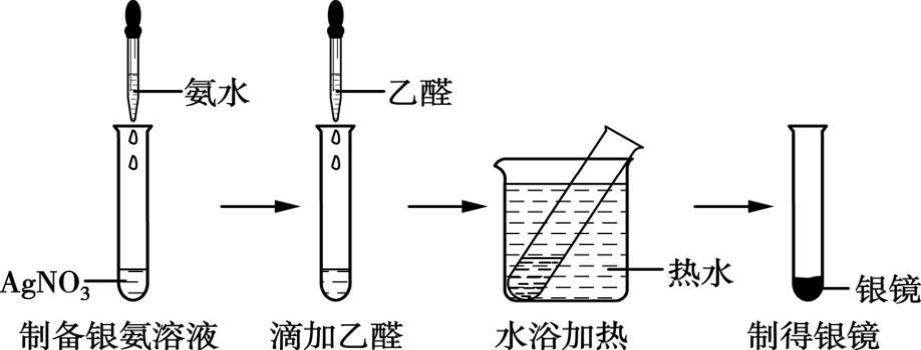 氨水
乙醛
AgNO₃
热水
银镜
制备银氨溶液
滴加乙醛
水浴加热
制得银镜